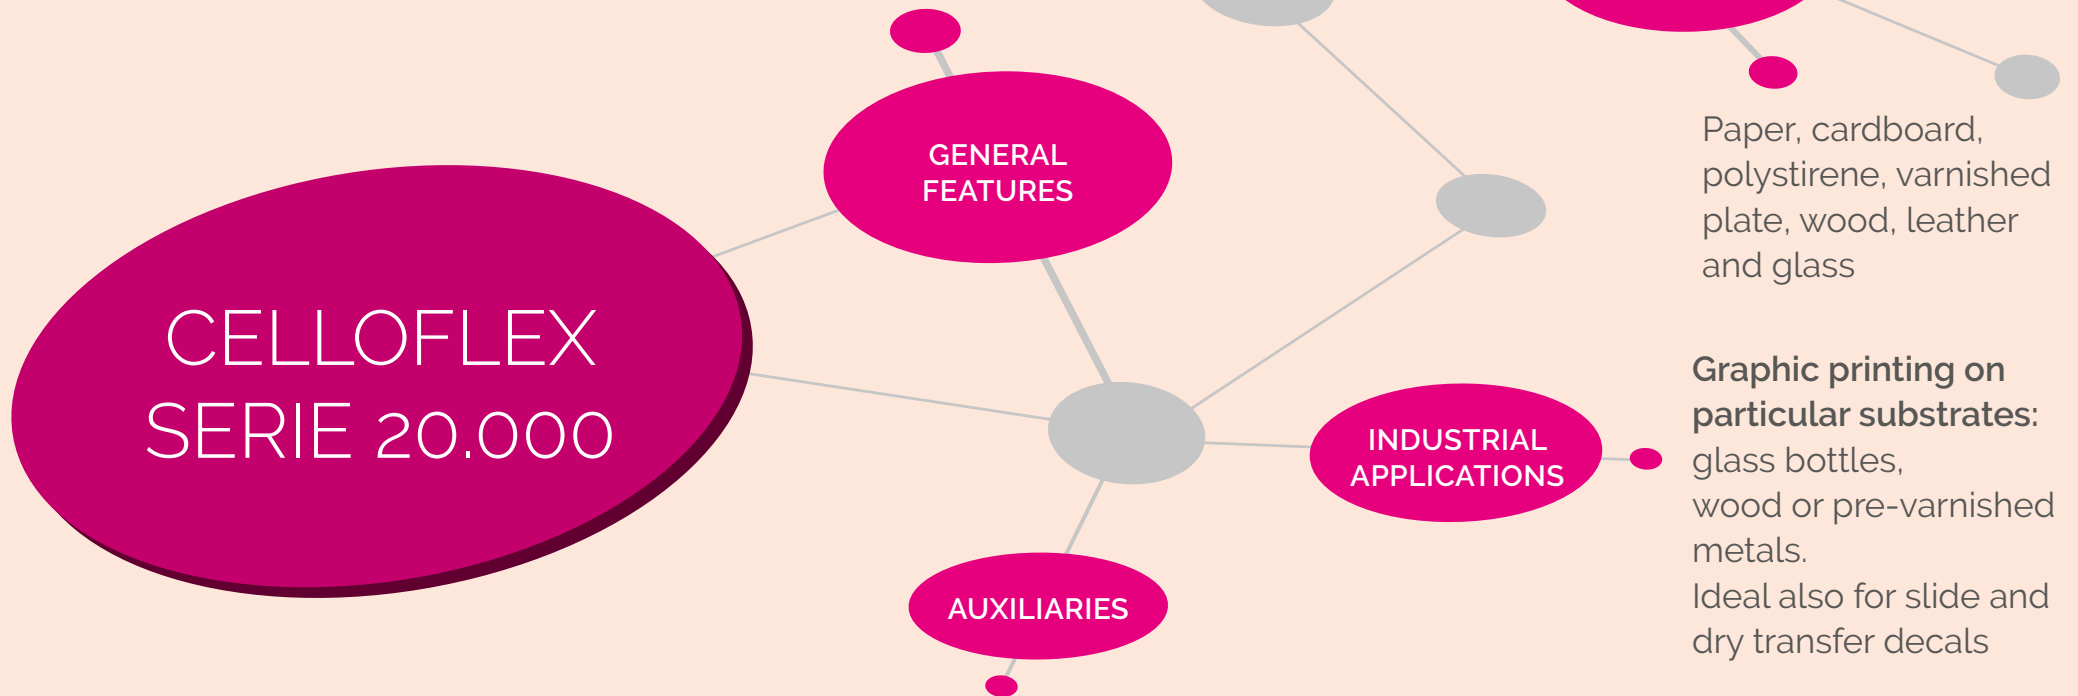 GENERAL
FEATURES
CELLOFLEX
SERIE 20.000
INDUSTRIAL
APPLICATIONS
AUXILIARIES
Paper, cardboard,
polystirene, varnished
plate, wood, leather
and glass
Graphic printing on
particular substrates:
glass bottles,
wood or pre-varnished
metals.
Ideal also for slide and
dry transfer decals